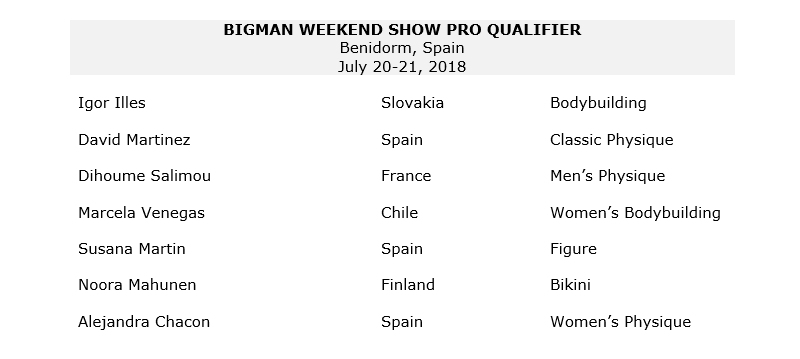 BIGMAN WEEKEND SHOW PRO QUALIFIER
Benidorm, Spain
July 20-21, 2018
Igor Illes Slovakia Bodybuilding
David Martinez Spain Classic Physique
Dihoume Salimou France Men’s Physique
Marcela Venegas Chile Women’s Bodybuilding
Susana Martin Spain Figure
Noora Mahunen Finland Bikini
Alejandra Chacon Spain Women’s Physique